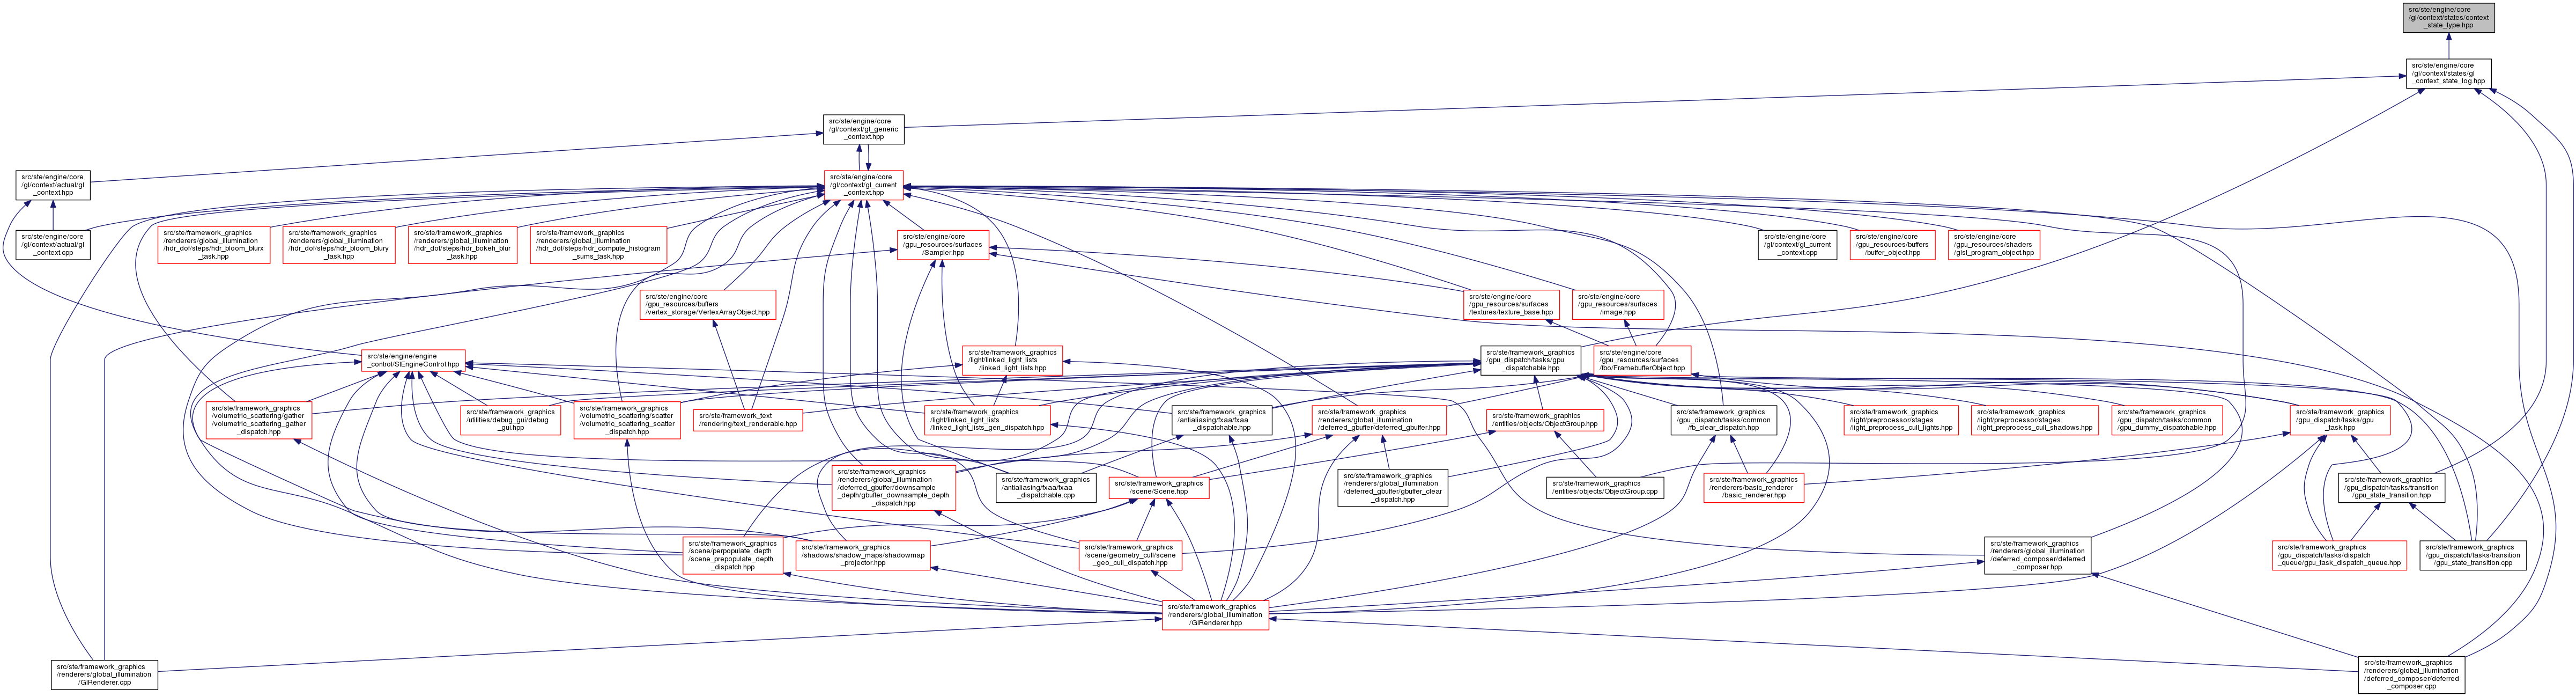 src/ste/engine/core
/gl/context/states/context
_state_type.hpp
src/ste/engine/core
/gl/context/states/gl
_context_state_log.hpp
src/ste/engine/core
/gl/context/gl_generic
_context.hpp
src/ste/engine/core
/gl/context/actual/gl
_context.hpp
src/ste/engine/core
/gl/context/gl_current
_context.hpp
src/ste/engine/core
/gl/context/actual/gl
_context.cpp
src/ste/framework_graphics
/renderers/global_illumination
/hdr_dof/steps/hdr_bloom_blurx
_task.hpp
src/ste/framework_graphics
/renderers/global_illumination
/hdr_dof/steps/hdr_bloom_blury
_task.hpp
src/ste/framework_graphics
/renderers/global_illumination
/hdr_dof/steps/hdr_bokeh_blur
_task.hpp
src/ste/framework_graphics
/renderers/global_illumination
/hdr_dof/steps/hdr_compute_histogram
_sums_task.hpp
src/ste/engine/core
/gpu_resources/surfaces
/Sampler.hpp
src/ste/engine/core
/gl/context/gl_current
_context.cpp
src/ste/engine/core
/gpu_resources/buffers
/buffer_object.hpp
src/ste/engine/core
/gpu_resources/shaders
/glsl_program_object.hpp
src/ste/engine/core
/gpu_resources/buffers
/vertex_storage/VertexArrayObject.hpp
src/ste/engine/core
/gpu_resources/surfaces
/textures/texture_base.hpp
src/ste/engine/core
/gpu_resources/surfaces
/image.hpp
src/ste/engine/engine
_control/StEngineControl.hpp
src/ste/framework_graphics
/light/linked_light_lists
/linked_light_lists.hpp
src/ste/framework_graphics
/gpu_dispatch/tasks/gpu
_dispatchable.hpp
src/ste/engine/core
/gpu_resources/surfaces
/fbo/FramebufferObject.hpp
src/ste/framework_graphics
/volumetric_scattering/gather
/volumetric_scattering_gather
_dispatch.hpp
src/ste/framework_graphics
/utilities/debug_gui/debug
_gui.hpp
src/ste/framework_graphics
/volumetric_scattering/scatter
/volumetric_scattering_scatter
_dispatch.hpp
src/ste/framework_text
/rendering/text_renderable.hpp
src/ste/framework_graphics
/light/linked_light_lists
/linked_light_lists_gen_dispatch.hpp
src/ste/framework_graphics
/antialiasing/fxaa/fxaa
_dispatchable.hpp
src/ste/framework_graphics
/renderers/global_illumination
/deferred_gbuffer/deferred_gbuffer.hpp
src/ste/framework_graphics
/entities/objects/ObjectGroup.hpp
src/ste/framework_graphics
/gpu_dispatch/tasks/common
/fb_clear_dispatch.hpp
src/ste/framework_graphics
/light/preprocessor/stages
/light_preprocess_cull_lights.hpp
src/ste/framework_graphics
/light/preprocessor/stages
/light_preprocess_cull_shadows.hpp
src/ste/framework_graphics
/gpu_dispatch/tasks/common
/gpu_dummy_dispatchable.hpp
src/ste/framework_graphics
/gpu_dispatch/tasks/gpu
_task.hpp
src/ste/framework_graphics
/renderers/global_illumination
/deferred_gbuffer/downsample
_depth/gbuffer_downsample_depth
_dispatch.hpp
src/ste/framework_graphics
/antialiasing/fxaa/fxaa
_dispatchable.cpp
src/ste/framework_graphics
/scene/Scene.hpp
src/ste/framework_graphics
/renderers/global_illumination
/deferred_gbuffer/gbuffer_clear
_dispatch.hpp
src/ste/framework_graphics
/entities/objects/ObjectGroup.cpp
src/ste/framework_graphics
/renderers/basic_renderer
/basic_renderer.hpp
src/ste/framework_graphics
/gpu_dispatch/tasks/transition
/gpu_state_transition.hpp
src/ste/framework_graphics
/scene/perpopulate_depth
/scene_prepopulate_depth
_dispatch.hpp
src/ste/framework_graphics
/shadows/shadow_maps/shadowmap
_projector.hpp
src/ste/framework_graphics
/scene/geometry_cull/scene
_geo_cull_dispatch.hpp
src/ste/framework_graphics
/renderers/global_illumination
/deferred_composer/deferred
_composer.hpp
src/ste/framework_graphics
/gpu_dispatch/tasks/dispatch
_queue/gpu_task_dispatch_queue.hpp
src/ste/framework_graphics
/gpu_dispatch/tasks/transition
/gpu_state_transition.cpp
src/ste/framework_graphics
/renderers/global_illumination
/GIRenderer.hpp
src/ste/framework_graphics
/renderers/global_illumination
/GIRenderer.cpp
src/ste/framework_graphics
/renderers/global_illumination
/deferred_composer/deferred
_composer.cpp